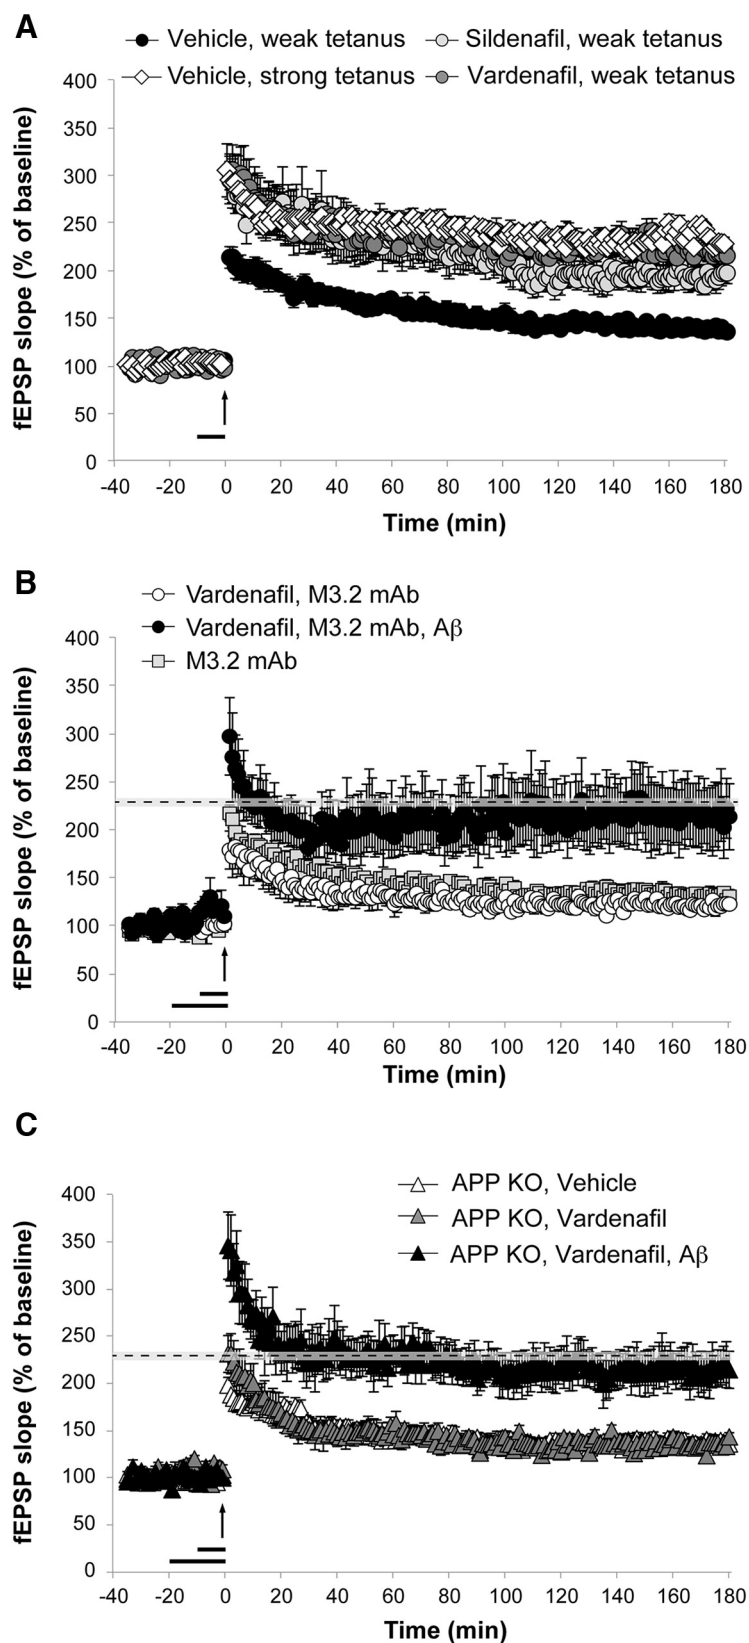 A
Vehicle, weak tetanus Sildenafil, weak tetanus
Vehicle, strong tetanus Vardenafil, weak tetanus
fEPSP slope (% of baseline)
400
350
300
250
200
150
100
50
0
-40 -20 0 20 40 60 80 100 120 140 160 180
Time (min)
B
Vardenafil, M3.2 mAb
Vardenafil, M3.2 mAb, Aβ
M3.2 mAb
fEPSP slope (% of baseline)
400
350
300
250
200
150
100
50
0
-40 -20 0 20 40 60 80 100 120 140 160 180
Time (min)
C
APP KO, Vehicle
APP KO, Vardenafil
APP KO, Vardenafil, Aβ
fEPSP slope (% of baseline)
400
350
300
250
200
150
100
50
0
-40 -20 0 20 40 60 80 100 120 140 160 180
Time (min)